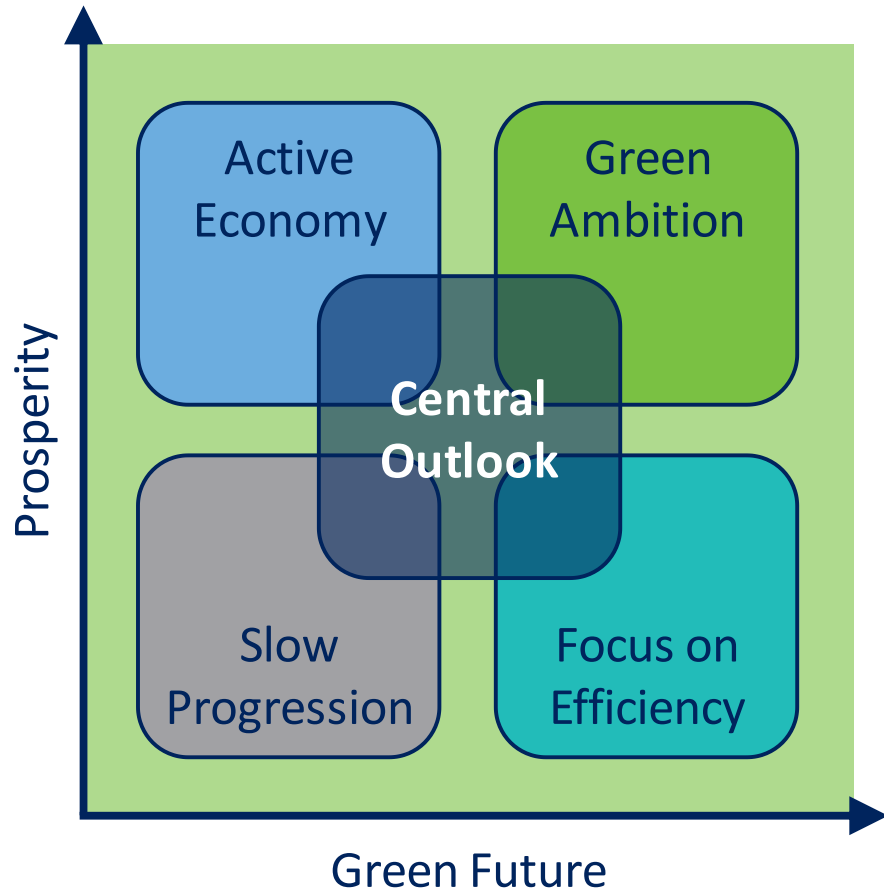 Prosperity
Active
Economy
Green
Ambition
Central
Outlook
Slow
Progression
Focus on
Efficiency
Green Future